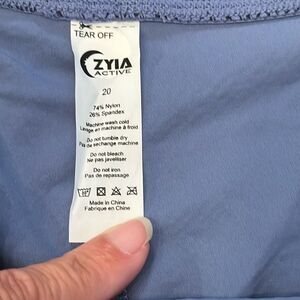 TEAR OFF
ZYIA
ACTIVE
20
74% Nylon
26% Spandex
Machine wash cold
Lavage en machine à froid
Do not tumble dry
Pas de sechange machine
Do not bleach
Ne pas javelliser
Do not iron
Pas de repassage
Made in China
Fabrique en Chine